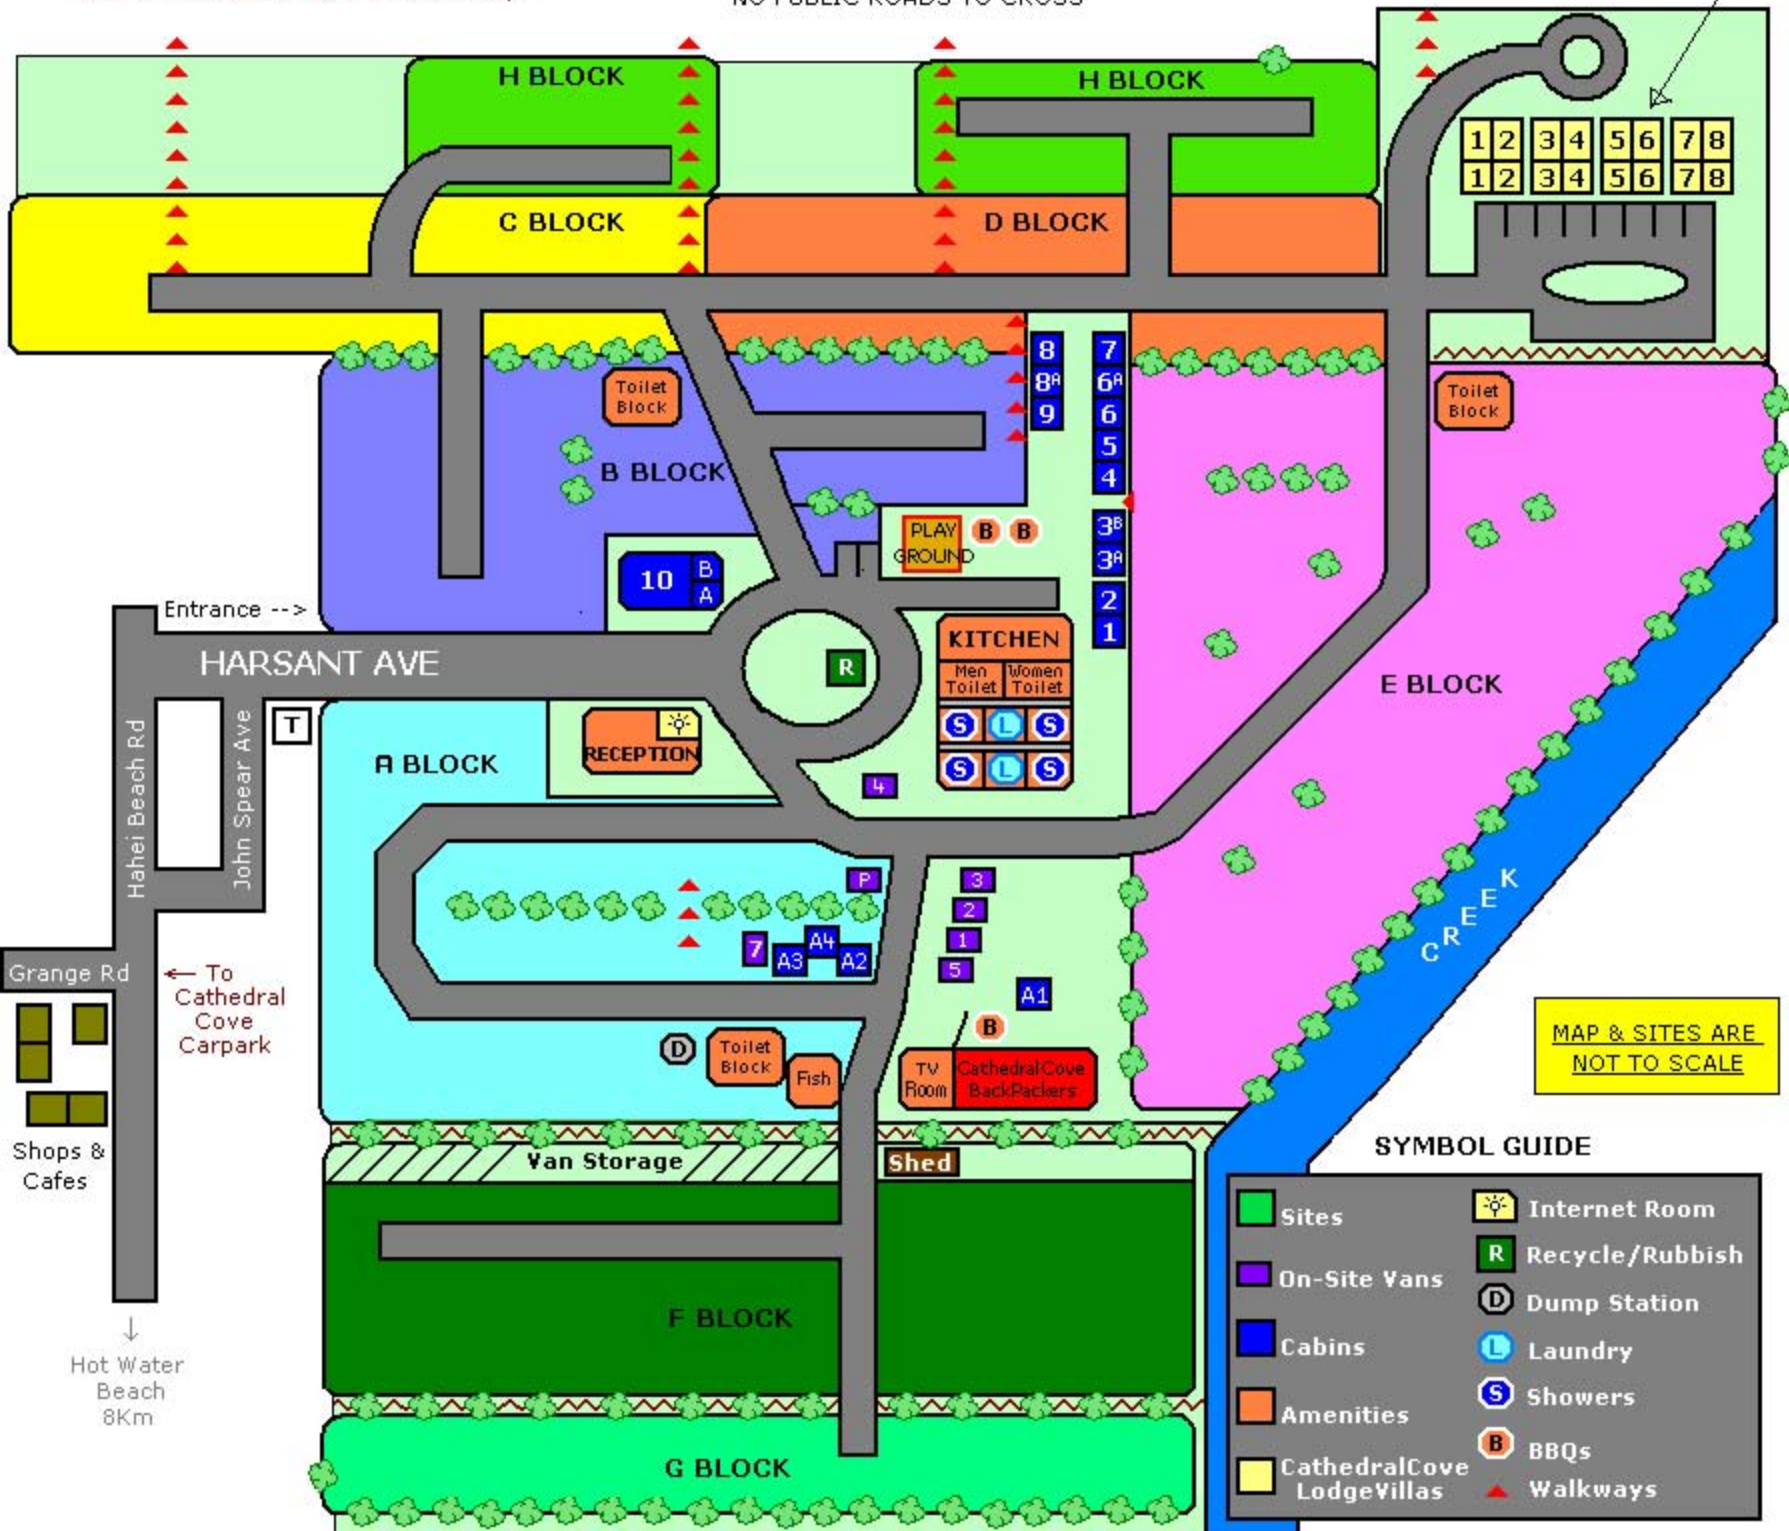 NO PUBLIC ROADS TO CROSS
H BLOCK
H BLOCK
1 2 3 4 5 6 7 8
1 2 3 4 5 6 7 8
C BLOCK
D BLOCK
8
8A
9
7
6A
6
5
4
3B
3A
2
1
Toilet
Block
Toilet
Block
B BLOCK
PLAY
GROUND
B B
10
B
A
Entrance -->
HARSANT AVE
R
KITCHEN
Men
Toilet
Women
Toilet
S L S
S L S
E BLOCK
T
Hahei Beach Rd
John Spear Ave
A BLOCK
RECEPTION
4
P
7
A3
A4
A2
3
2
1
5
A1
B
CREEK
Grange Rd
← To
Cathedral
Cove
Carpark
Shops &
Cafes
D
Toilet
Block
Fish
TV
Room
CathedralCove
BackPackers
MAP & SITES ARE
NOT TO SCALE
Van Storage
Shed
F BLOCK
↓
Hot Water
Beach
8Km
G BLOCK
SYMBOL GUIDE
Sites
On-Site Vans
Cabins
Amenities
CathedralCove
LodgeVillas
Internet Room
R Recycle/Rubbish
D Dump Station
L Laundry
S Showers
B BBQs
Walkways